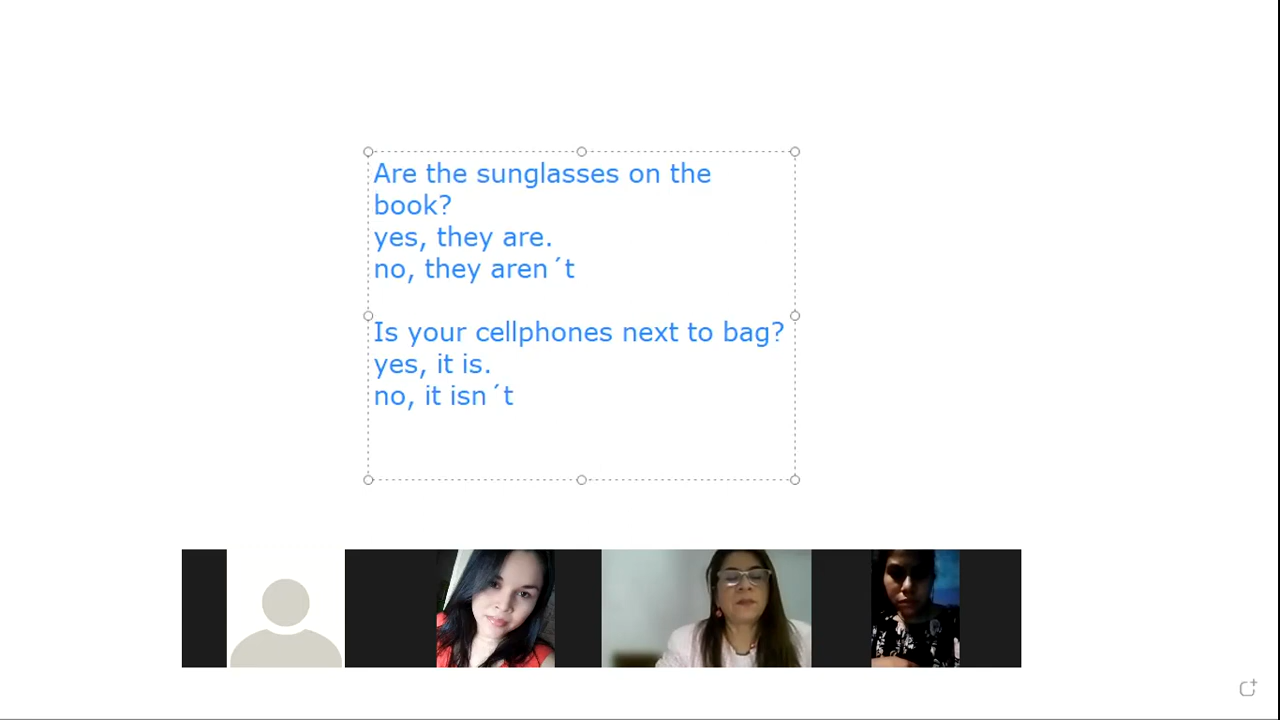 Are the sunglasses on the
book?
yes, they are.
no, they aren´t
Is your cellphones next to bag?
yes, it is.
no, it isn´t